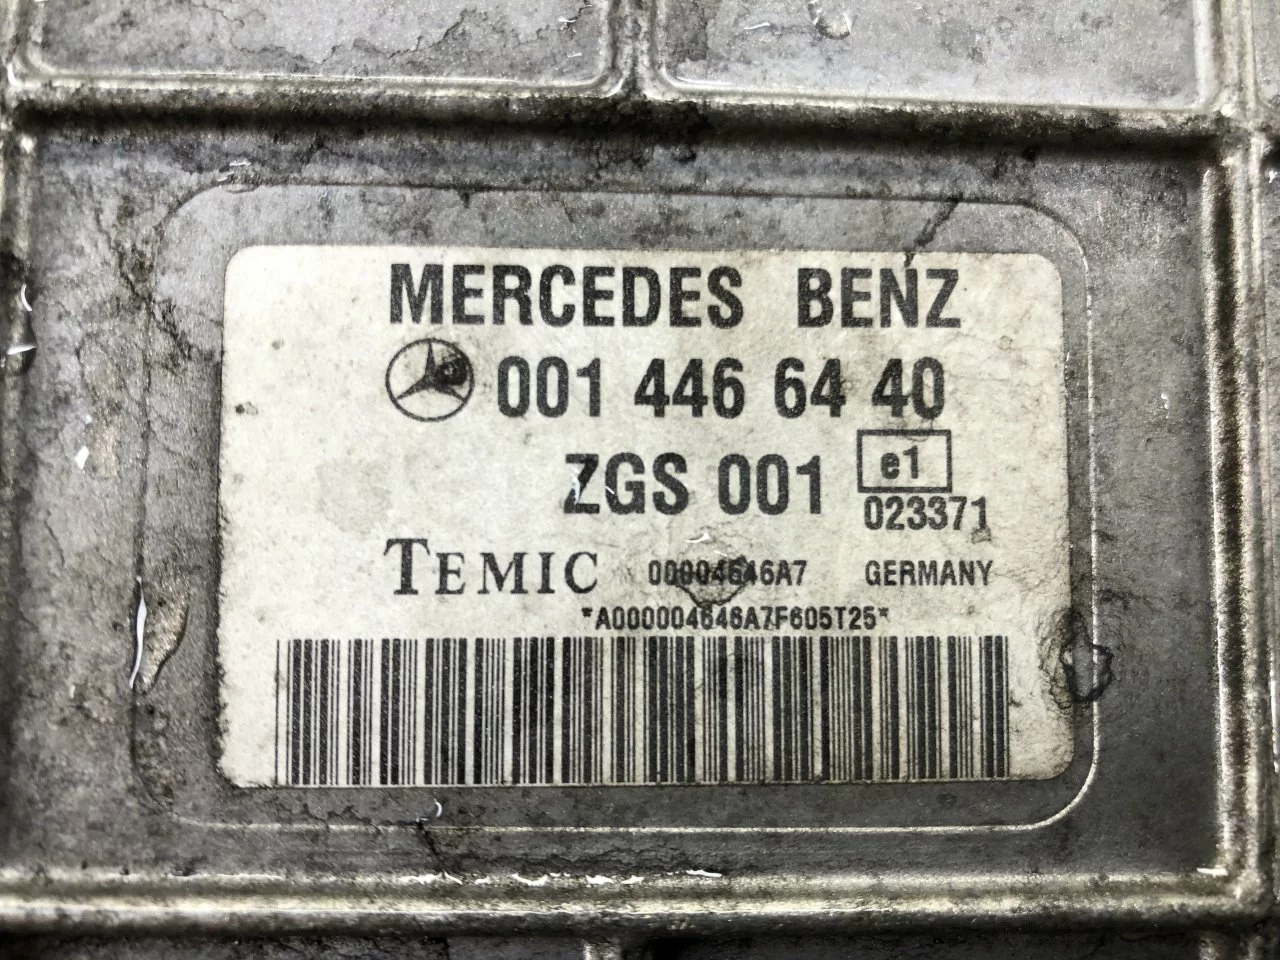 MERCEDES BENZ
001 446 64 40
ZGS 001 e1
023371
TEMIC 00004646A7 GERMANY
*A000004646A7F605T25*